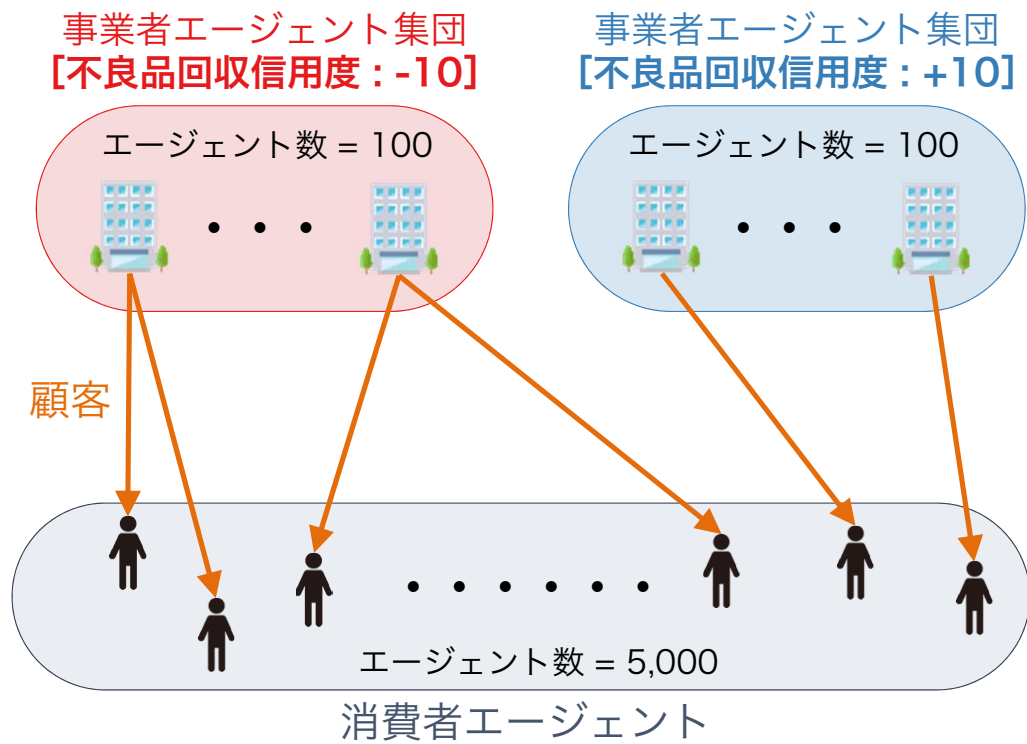 事業者エージェント集団
[不良品回収信用度 : -10]
事業者エージェント集団
[不良品回収信用度 : +10]
エージェント数 = 100
エージェント数 = 100
顧客
エージェント数 = 5,000
消費者エージェント